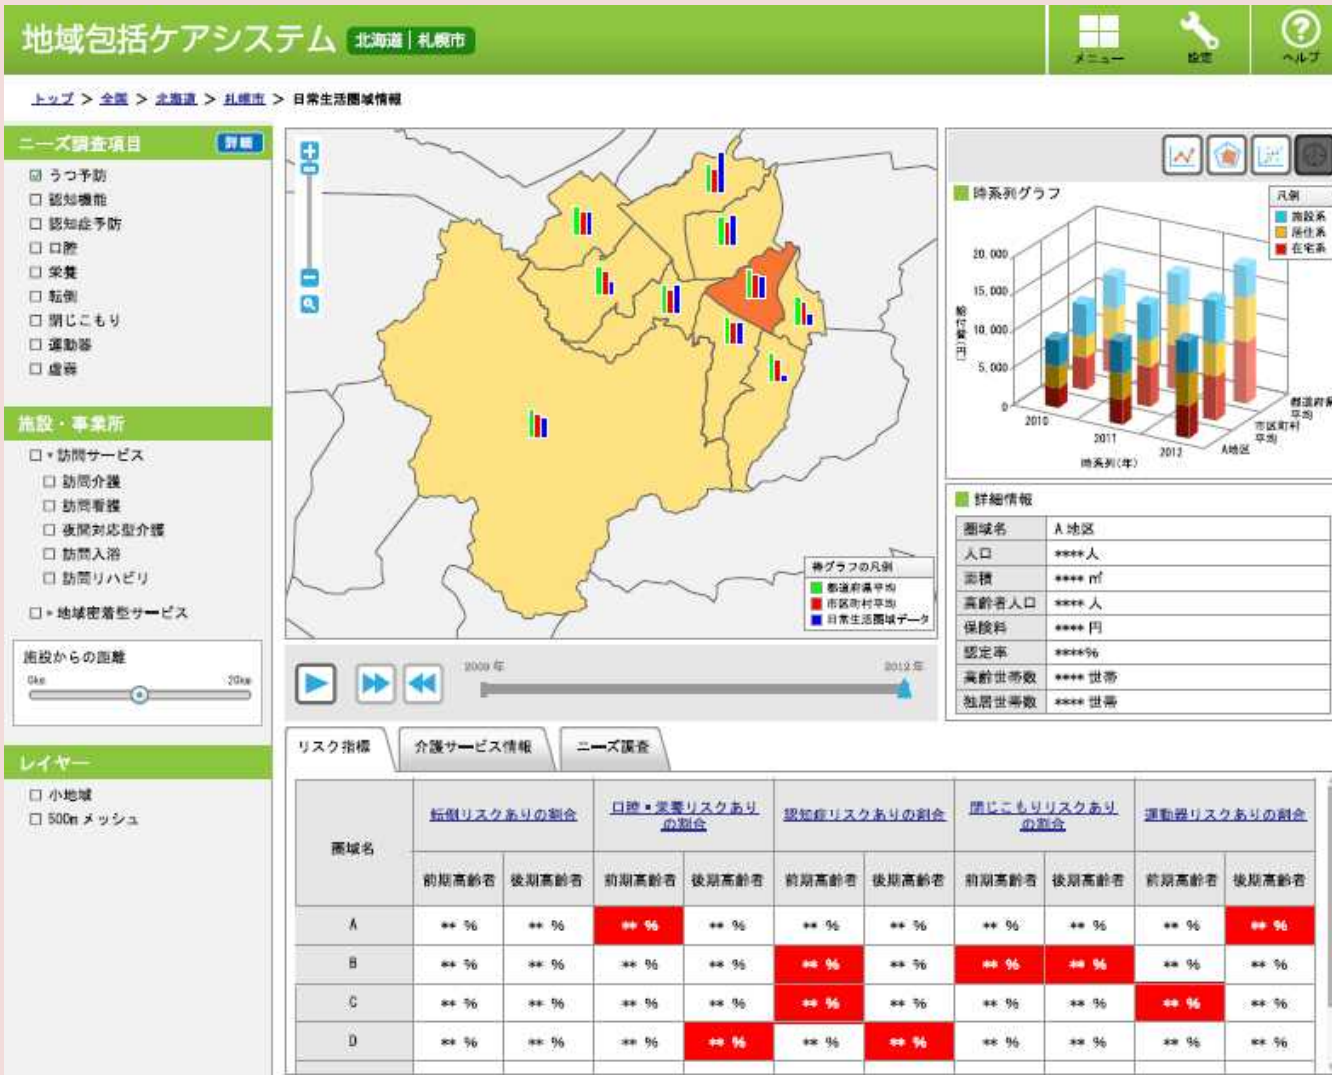 地域包括ケアシステム 北海道 | 札幌市
メニュー
設定
ヘルプ
トップ > 全国 > 北海道 > 札幌市 > 日常生活圏域情報
ニーズ調査項目 詳細
うつ予防
認知機能
認知症予防
口腔
栄養
転倒
閉じこもり
運動器
虚弱
施設・事業所
訪問サービス
訪問介護
訪問看護
夜間対応型介護
訪問入浴
訪問リハビリ
地域密着型サービス
施設からの距離
0km 20km
レイヤー
小地域
500m メッシュ
棒グラフの凡例
都道府県平均
市区町村平均
日常生活圏域データ
2009 年 2012 年
時系列グラフ
凡例
施設系
居住系
在宅系
20,000
15,000
10,000
5,000
0
給付費(円)
2010
2011
2012
時系列(年)
A地区
市区町村
平均
都道府県
平均
詳細情報
圏域名 A 地区
人口 ****人
面積 **** ㎡
高齢者人口 **** 人
保険料 **** 円
認定率 ****%
高齢世帯数 **** 世帯
独居世帯数 **** 世帯
リスク指標 介護サービス情報 ニーズ調査
圏域名
転倒リスクありの割合
口腔・栄養リスクあり
の割合
認知症リスクありの割合
閉じこもりリスクあり
の割合
運動器リスクありの割合
前期高齢者 後期高齢者 前期高齢者 後期高齢者 前期高齢者 後期高齢者 前期高齢者 後期高齢者 前期高齢者 後期高齢者
A ** % ** % ** % ** % ** % ** % ** % ** % ** % ** %
B ** % ** % ** % ** % ** % ** % ** % ** % ** % ** %
C ** % ** % ** % ** % ** % ** % ** % ** % ** % ** %
D ** % ** % ** % ** % ** % ** % ** % ** % ** % ** %